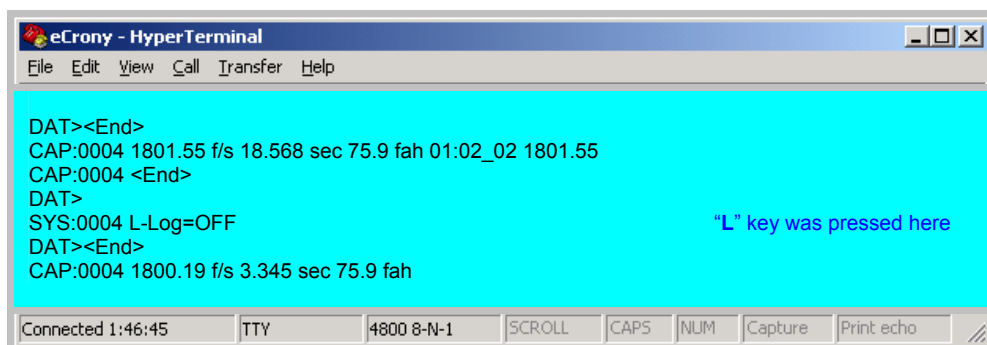 eCrony - HyperTerminal
File Edit View Call Transfer Help
DAT><End>
CAP:0004 1801.55 f/s 18.568 sec 75.9 fah 01:02_02 1801.55
CAP:0004 <End>
DAT>
SYS:0004 L-Log=OFF "L" key was pressed here
DAT><End>
CAP:0004 1800.19 f/s 3.345 sec 75.9 fah
Connected 1:46:45 TTY 4800 8-N-1 SCROLL CAPS NUM Capture Print echo